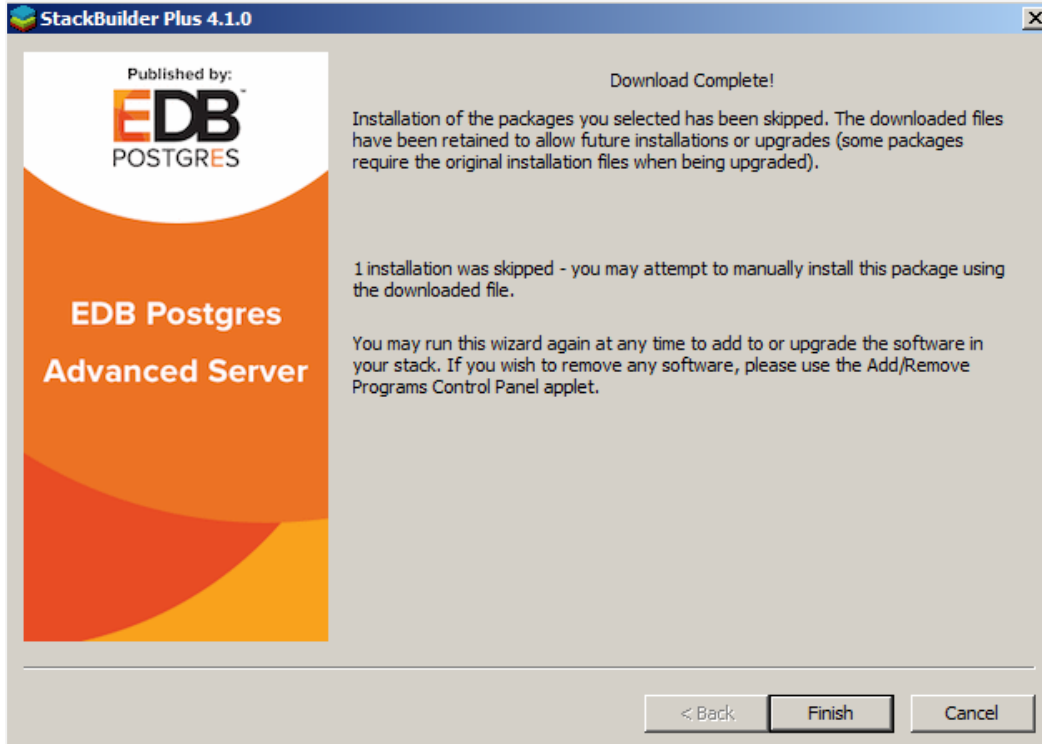 StackBuilder Plus 4.1.0
Published by:
EDB™
POSTGRES
EDB Postgres
Advanced Server
Download Complete!
Installation of the packages you selected has been skipped. The downloaded files
have been retained to allow future installations or upgrades (some packages
require the original installation files when being upgraded).
1 installation was skipped - you may attempt to manually install this package using
the downloaded file.
You may run this wizard again at any time to add to or upgrade the software in
your stack. If you wish to remove any software, please use the Add/Remove
Programs Control Panel applet.
< Back
Finish
Cancel